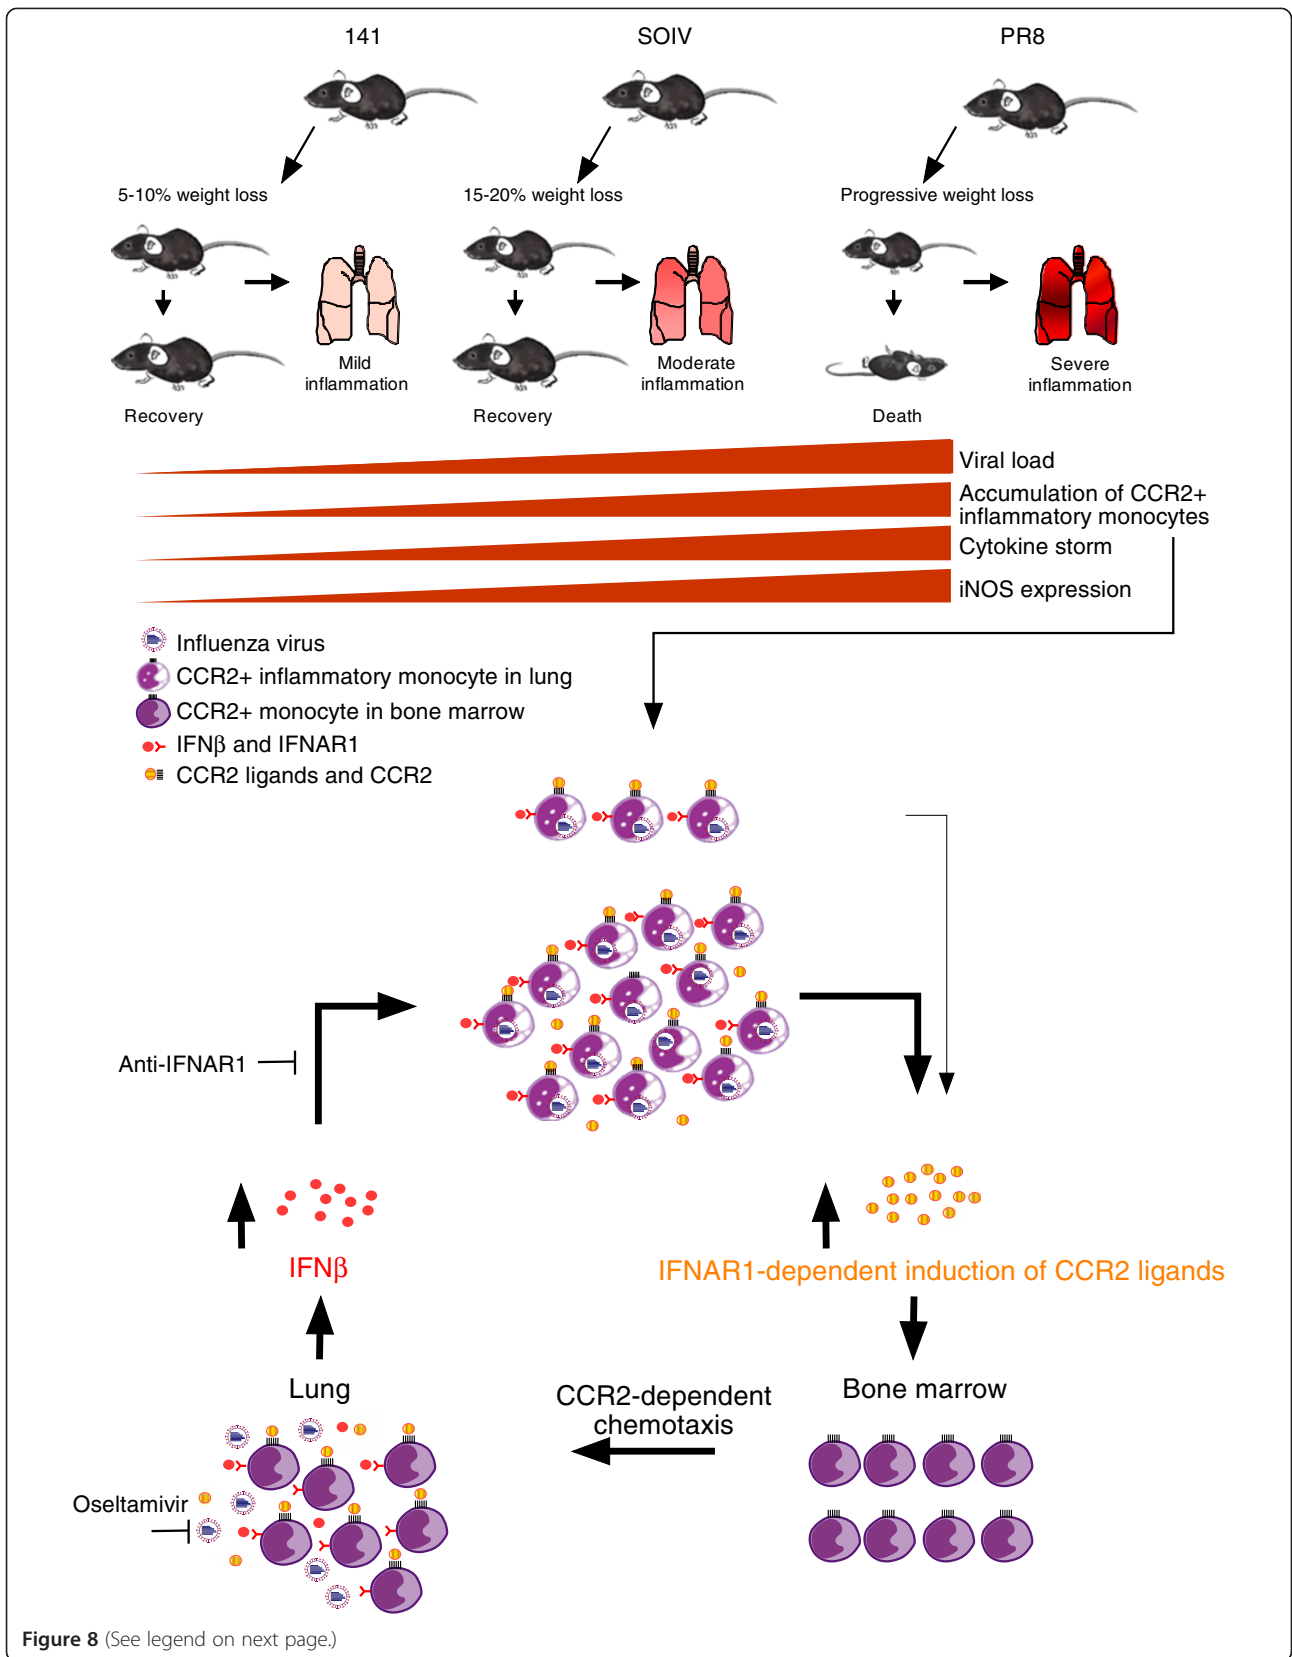 141
SOIV
PR8
5-10% weight loss
15-20% weight loss
Progressive weight loss
Mild
inflammation
Moderate
inflammation
Severe
inflammation
Recovery
Recovery
Death
Viral load
Accumulation of CCR2+
inflammatory monocytes
Cytokine storm
iNOS expression
Influenza virus
CCR2+ inflammatory monocyte in lung
CCR2+ monocyte in bone marrow
IFNβ and IFNAR1
CCR2 ligands and CCR2
Anti-IFNAR1
IFNβ
IFNAR1-dependent induction of CCR2 ligands
Lung
CCR2-dependent
chemotaxis
Bone marrow
Oseltamivir
Figure 8 (See legend on next page.)